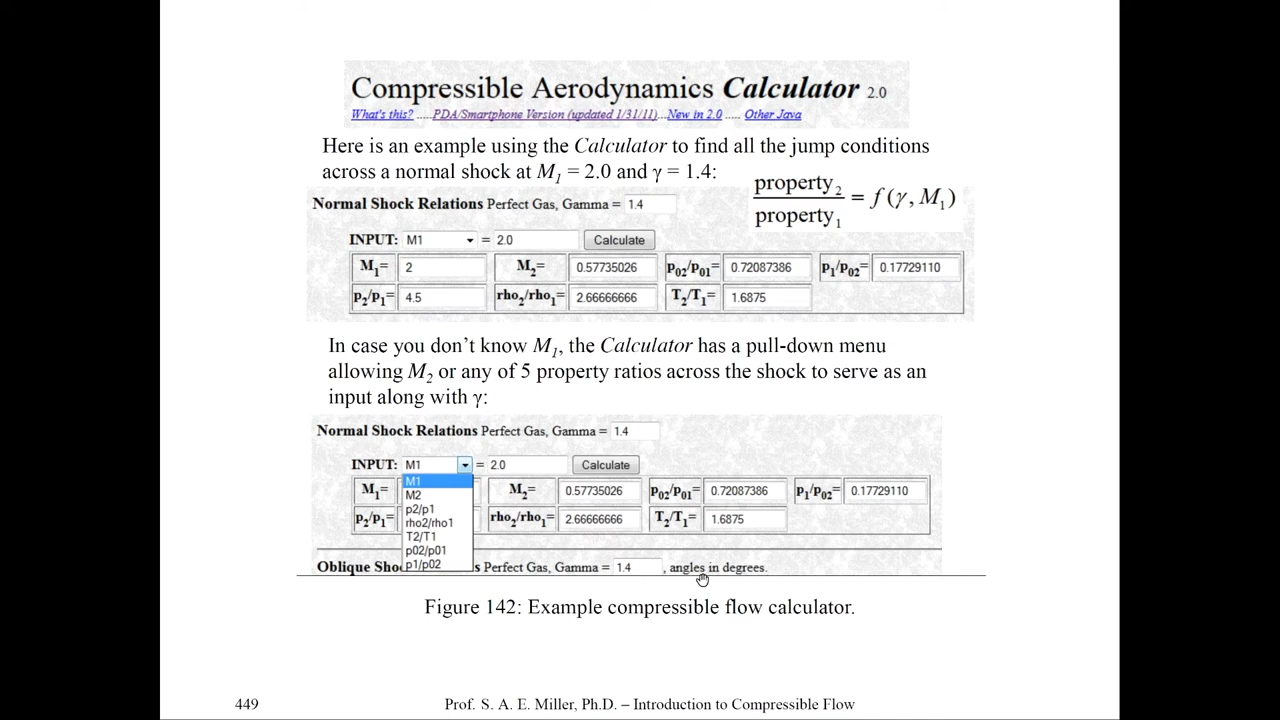 Compressible Aerodynamics Calculator 2.0
What's this? .....PDA/Smartphone Version (updated 1/31/11)...New in 2.0 ..... Other Java
Here is an example using the Calculator to find all the jump conditions
across a normal shock at M1 = 2.0 and γ = 1.4:
property2
property1
= f(γ, M1)
Normal Shock Relations Perfect Gas, Gamma = 1.4
INPUT: M1 = 2.0 Calculate
M1= 2 M2= 0.57735026 p02/p01= 0.72087386 p1/p02= 0.17729110
p2/p1= 4.5 rho2/rho1= 2.66666666 T2/T1= 1.6875
In case you don't know M1, the Calculator has a pull-down menu
allowing M2 or any of 5 property ratios across the shock to serve as an
input along with γ:
Normal Shock Relations Perfect Gas, Gamma = 1.4
INPUT: M1 = 2.0 Calculate
M1
M2
p2/p1
rho2/rho1
T2/T1
p02/p01
p1/p02
M1= M2= 0.57735026 p02/p01= 0.72087386 p1/p02= 0.17729110
p2/p1= rho2/rho1= 2.66666666 T2/T1= 1.6875
Oblique Sho s Perfect Gas, Gamma = 1.4 , angles in degrees.
Figure 142: Example compressible flow calculator.
449 Prof. S. A. E. Miller, Ph.D. – Introduction to Compressible Flow